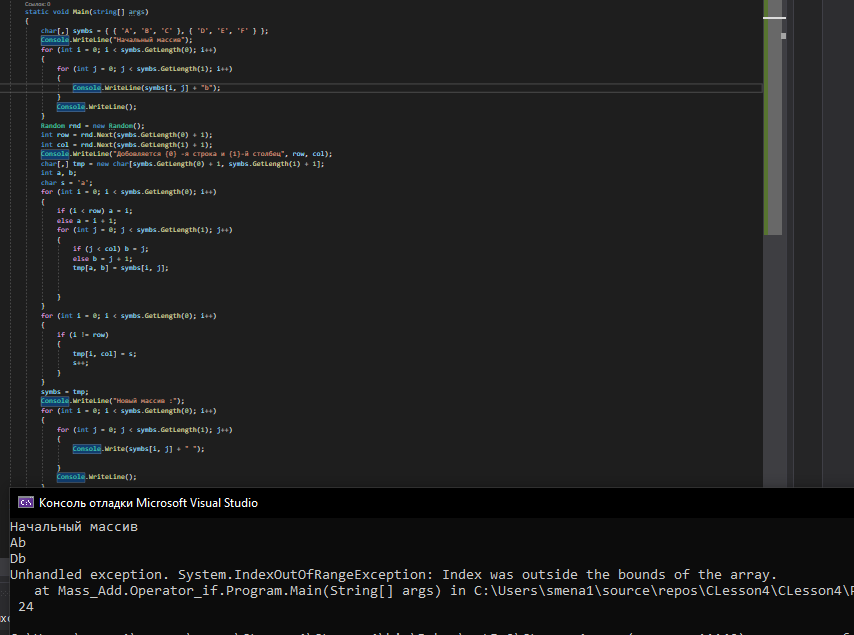 Ссылок: 0
static void Main(string[] args)
{
char[,] symbs = { { 'A', 'B', 'C' }, { 'D', 'E', 'F' } };
Console.WriteLine("Начальный массив");
for (int i = 0; i < symbs.GetLength(0); i++)
{
for (int j = 0; j < symbs.GetLength(1); i++)
{
Console.WriteLine(symbs[i, j] + "b");
}
Console.WriteLine();
}
Random rnd = new Random();
int row = rnd.Next(symbs.GetLength(0) + 1);
int col = rnd.Next(symbs.GetLength(1) + 1);
Console.WriteLine("Добовляется {0} -я строка и {1}-й столбец", row, col);
char[,] tmp = new char[symbs.GetLength(0) + 1, symbs.GetLength(1) + 1];
int a, b;
char s = 'a';
for (int i = 0; i < symbs.GetLength(0); i++)
{
if (i < row) a = i;
else a = i + 1;
for (int j = 0; j < symbs.GetLength(1); j++)
{
if (j < col) b = j;
else b = j + 1;
tmp[a, b] = symbs[i, j];
}
}
for (int i = 0; i < symbs.GetLength(0); i++)
{
if (i != row)
{
tmp[i, col] = s;
s++;
}
}
symbs = tmp;
Console.WriteLine("Новый массив :");
for (int i = 0; i < symbs.GetLength(0); i++)
{
for (int j = 0; j < symbs.GetLength(1); j++)
{
Console.Write(symbs[i, j] + " ");
}
Console.WriteLine();
Консоль отладки Microsoft Visual Studio
Начальный массив
Ab
Db
Unhandled exception. System.IndexOutOfRangeException: Index was outside the bounds of the array.
at Mass_Add.Operator_if.Program.Main(String[] args) in C:\Users\smena1\source\repos\CLesson4\CLesson4\
24